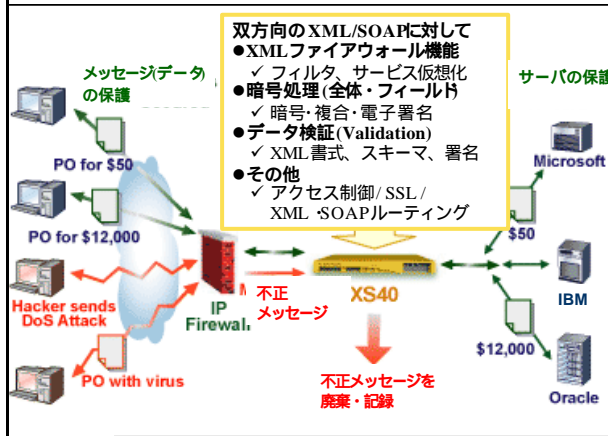 双方向のXML/SOAPに対して
●XMLファイアウォール機能
✓ フィルタ、サービス仮想化
●暗号処理(全体・フィールド)
✓ 暗号・複合・電子署名
●データ検証(Validation)
✓ XML書式、スキーマ、署名
●その他
✓ アクセス制御/ SSL /
XML ・SOAPルーティング
メッセージ(データ)
の保護
サーバの保護
PO for $50
PO for $12,000
Hacker sends
DoS Attack
PO with virus
IP
Firewall
不正
メッセージ
XS40
不正メッセージを
廃棄・記録
$50
$12,000
Microsoft
IBM
Oracle